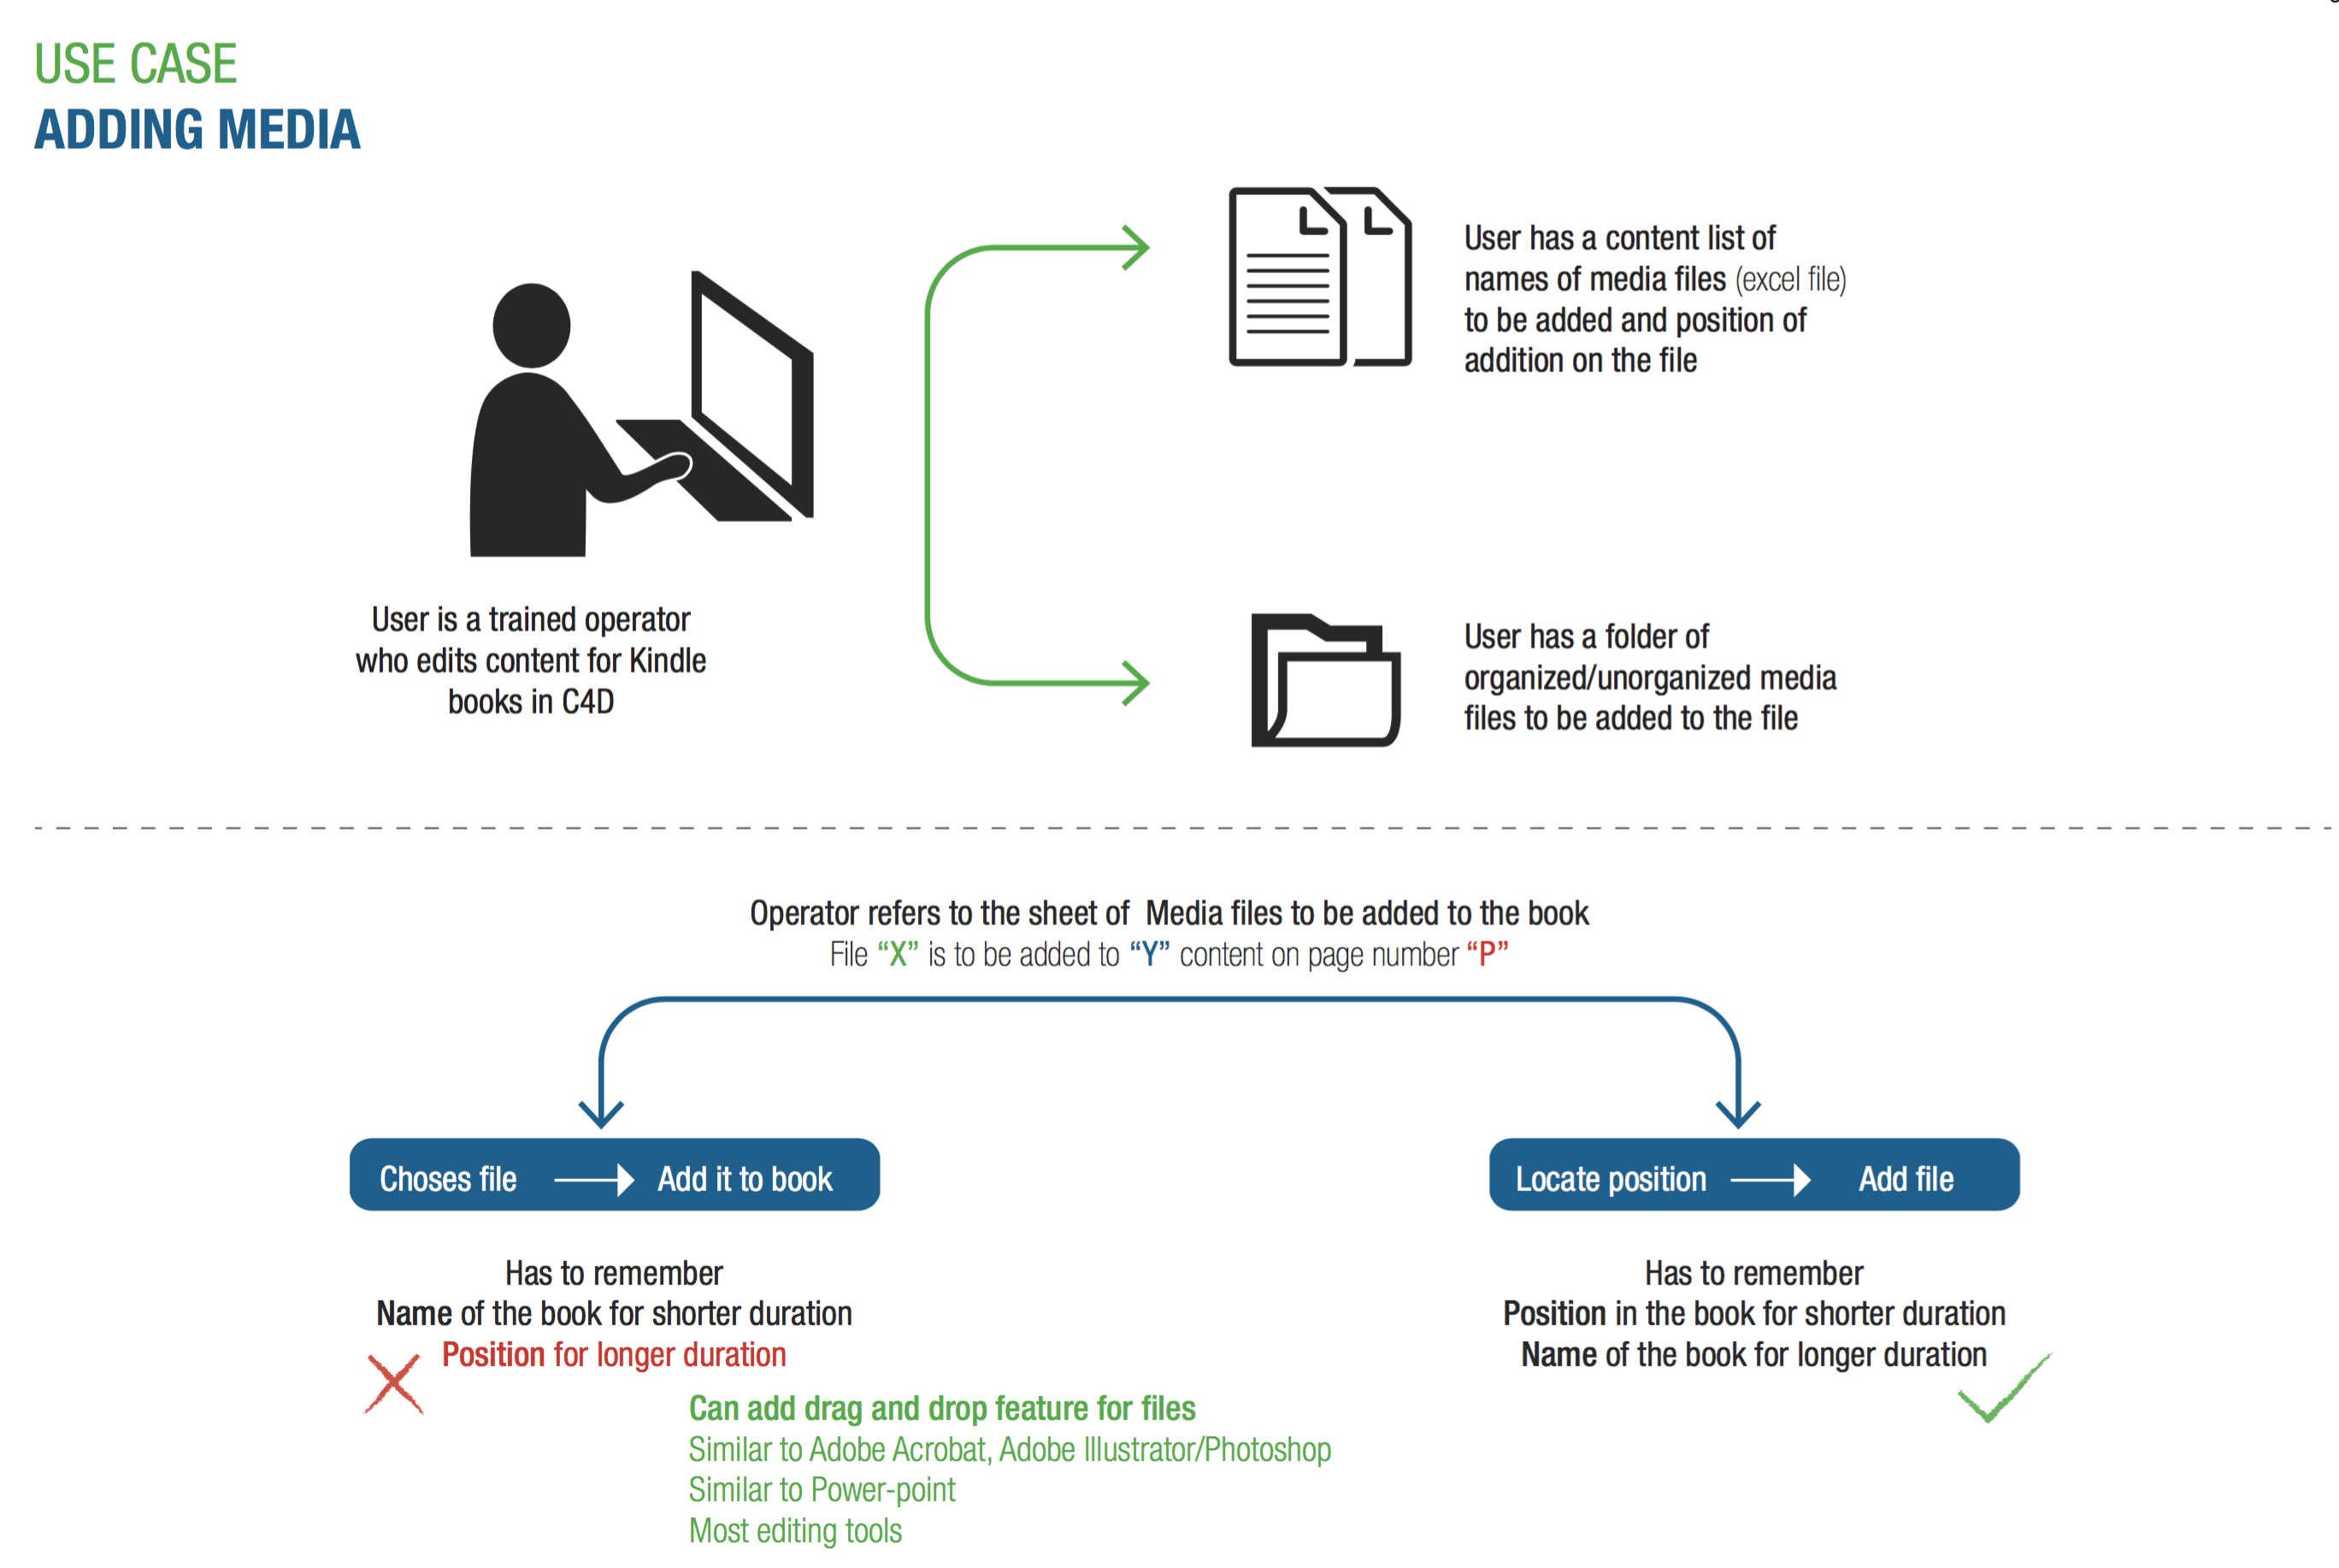 USE CASE
ADDING MEDIA
User has a content list of
names of media files (excel file)
to be added and position of
addition on the file
User is a trained operator
who edits content for Kindle
books in C4D
User has a folder of
organized/unorganized media
files to be added to the file
Operator refers to the sheet of Media files to be added to the book
File “X” is to be added to “Y” content on page number “P”
Choses file
Add it to book
Has to remember
Name of the book for shorter duration
Position for longer duration
Can add drag and drop feature for files
Similar to Adobe Acrobat, Adobe Illustrator/Photoshop
Similar to Power-point
Most editing tools
Locate position
Add file
Has to remember
Position in the book for shorter duration
Name of the book for longer duration